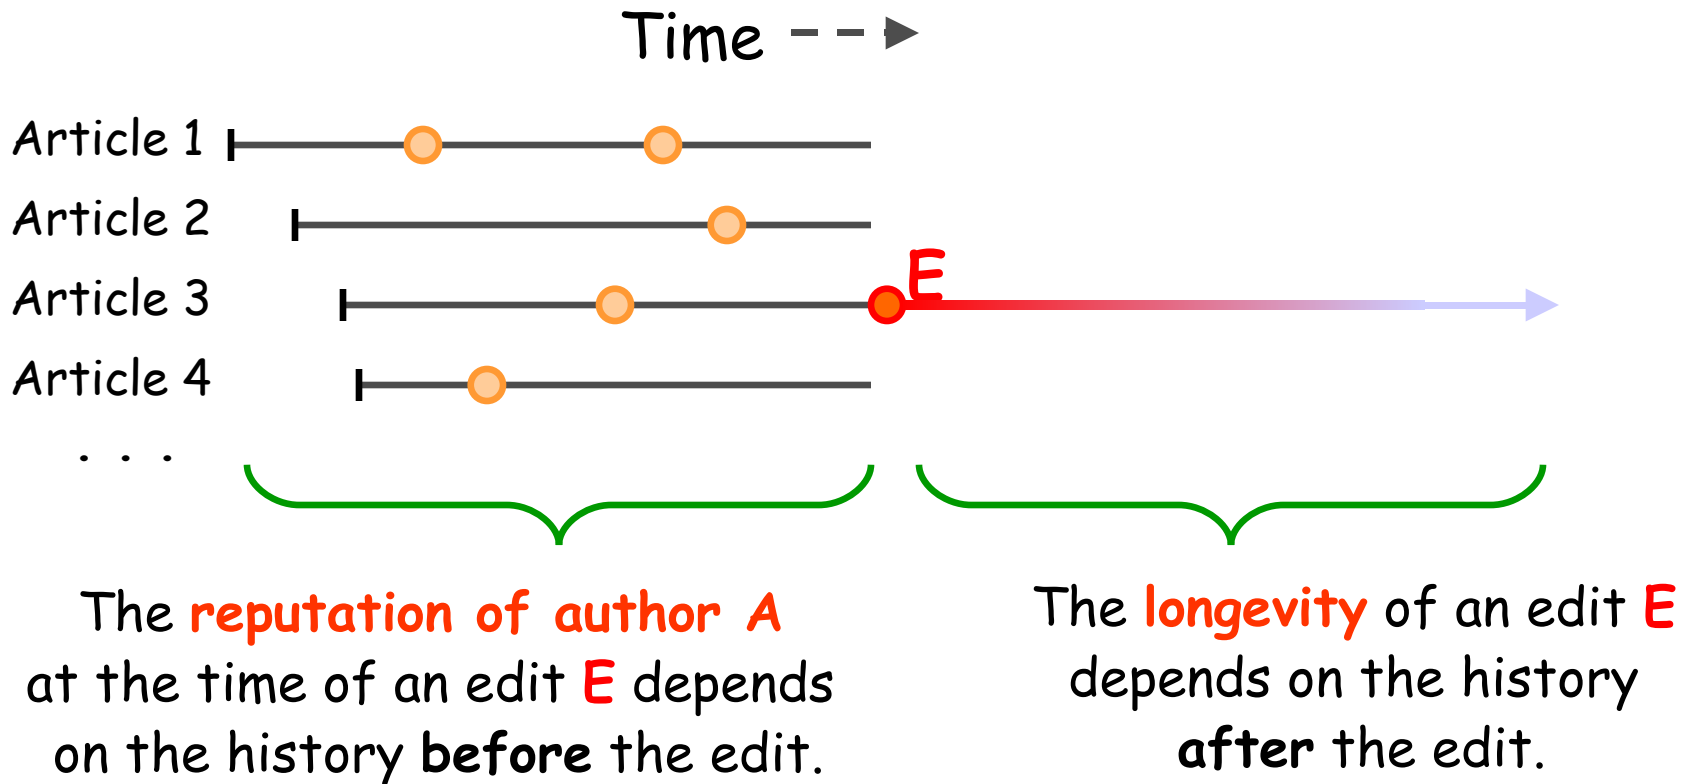 Time
Article 1
Article 2
E
Article 3
Article 4
. . .
The reputation of author A
at the time of an edit E depends
on the history before the edit.
The longevity of an edit E
depends on the history
after the edit.